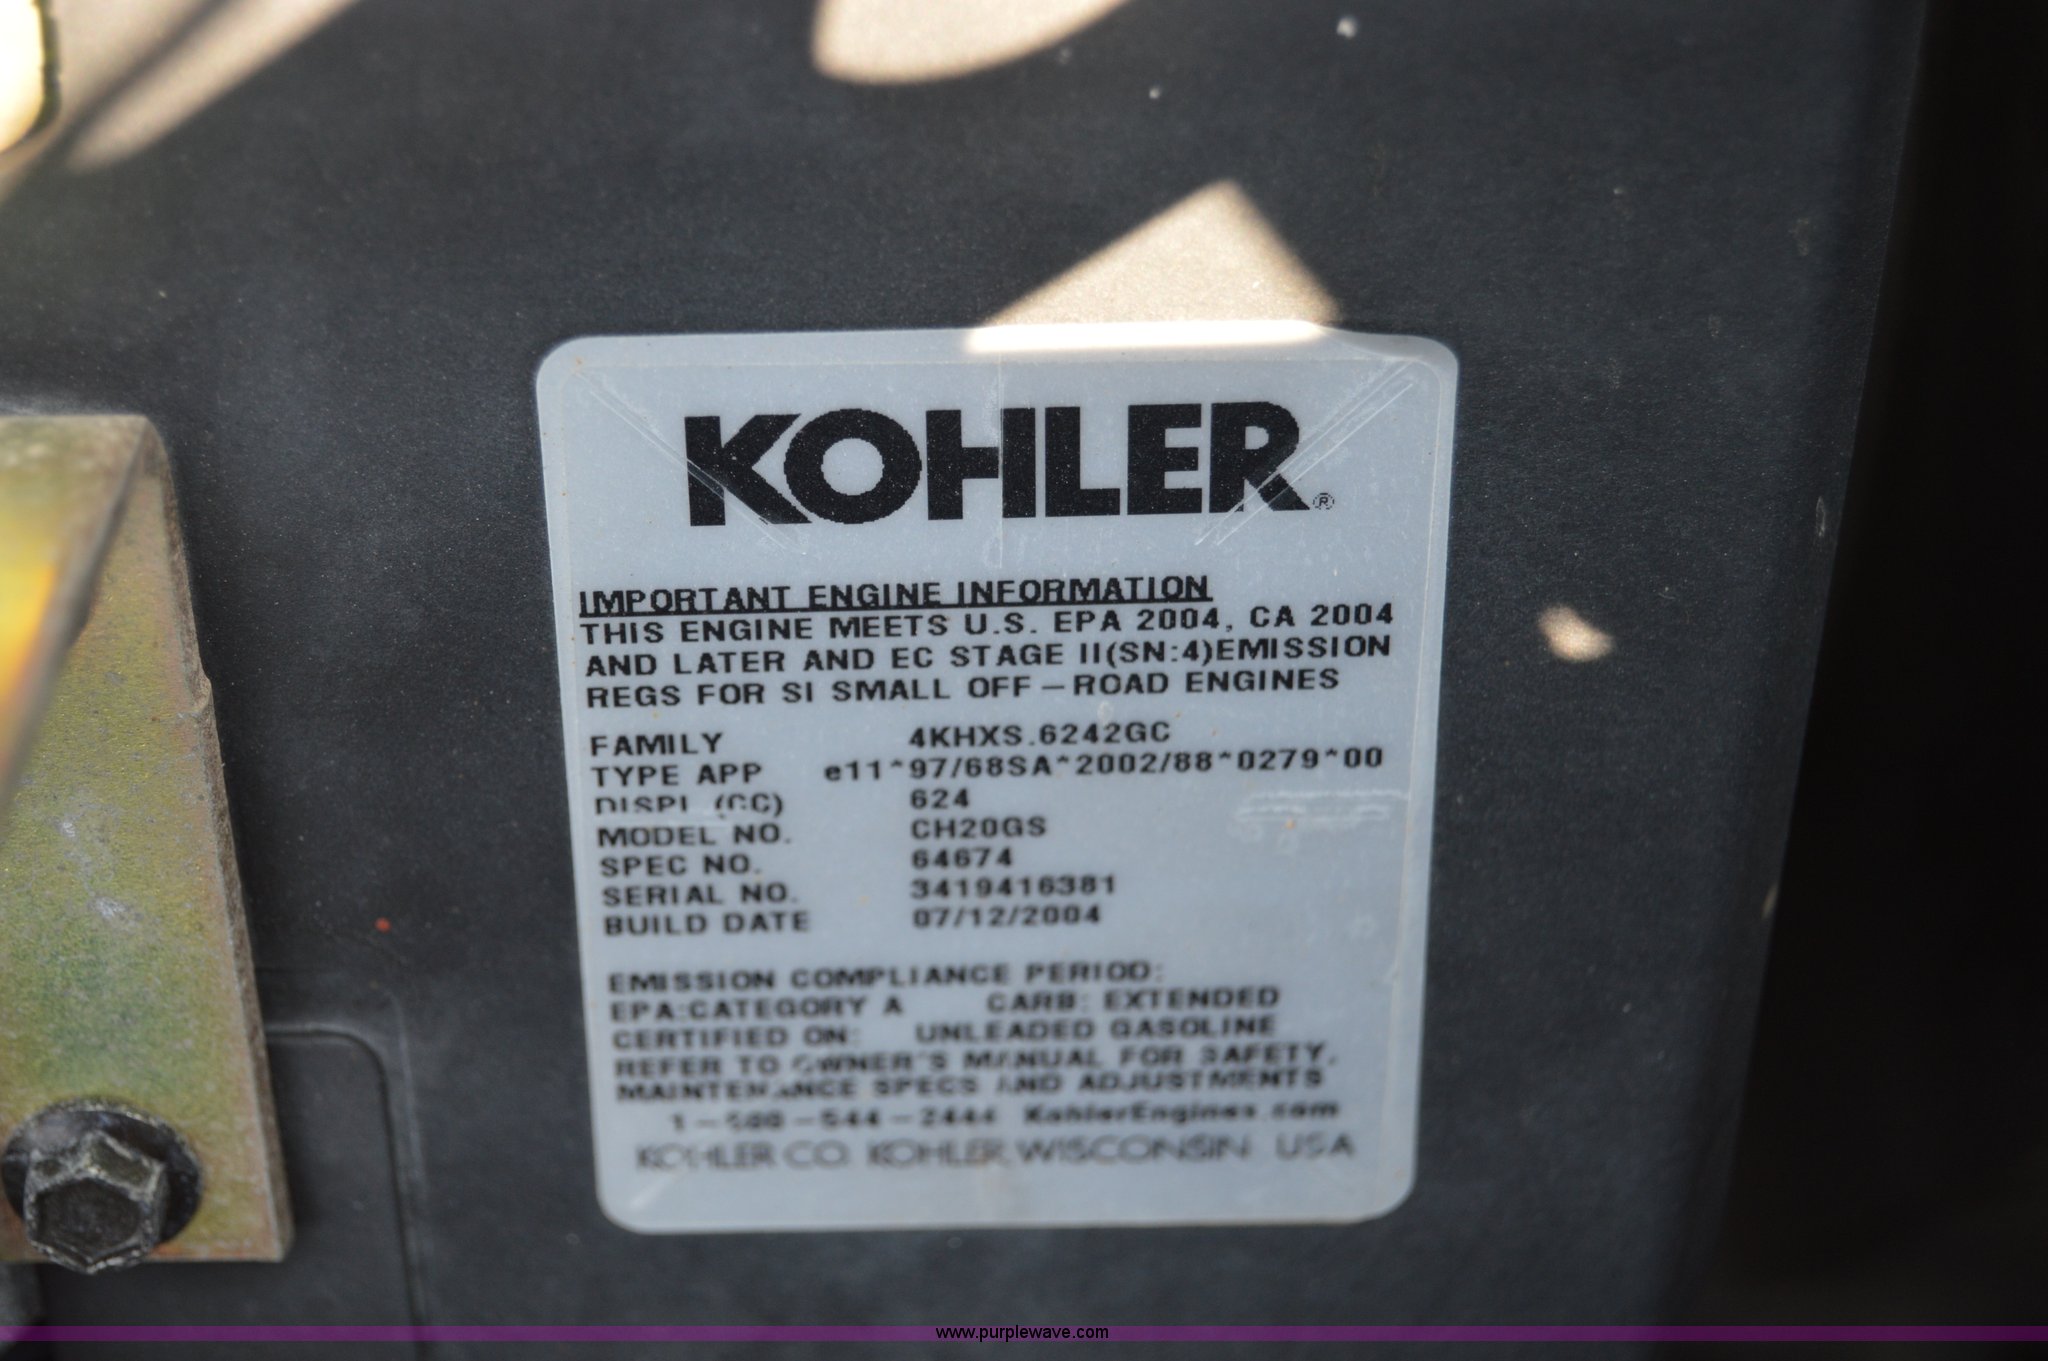 KOHLER®
IMPORTANT ENGINE INFORMATION
THIS ENGINE MEETS U.S. EPA 2004, CA 2004
AND LATER AND EC STAGE II(SN:4)EMISSION
REGS FOR SI SMALL OFF-ROAD ENGINES
FAMILY 4KHXS.6242GC
TYPE APP e11*97/68SA*2002/88*0279*00
DISPL (CC) 624
MODEL NO. CH20GS
SPEC NO. 64674
SERIAL NO. 3419416381
BUILD DATE 07/12/2004
EMISSION COMPLIANCE PERIOD:
EPA:CATEGORY A CARB: EXTENDED
CERTIFIED ON: UNLEADED GASOLINE
REFER TO OWNER'S MANUAL FOR SAFETY,
MAINTENANCE SPECS AND ADJUSTMENTS
KohlerEngines.com
KOHLER CO. KOHLER, WISCONSIN USA
www.purplewave.com